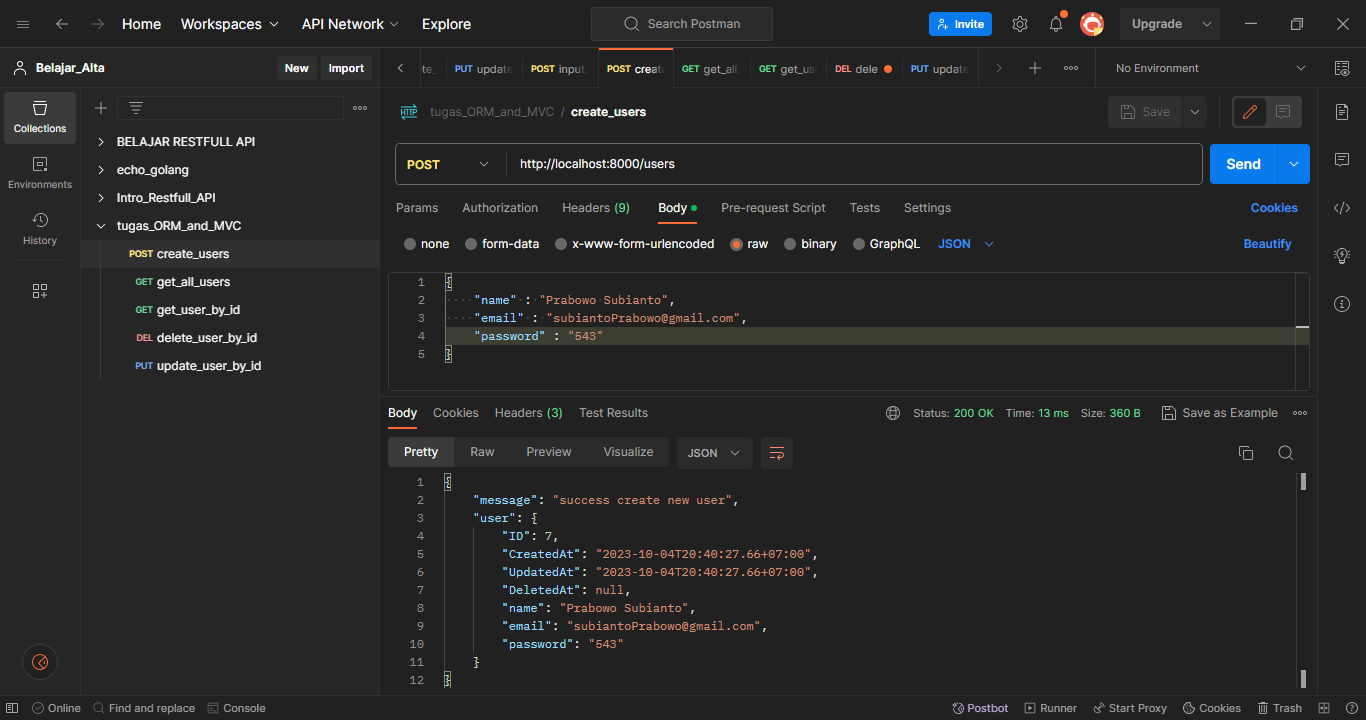 Home Workspaces API Network Explore Search Postman Invite Upgrade
Belajar_Alta New Import
PUT update POST input_ POST creat GET get_all_ GET get_us DEL dele PUT update No Environment
Collections
Environments
History
BELAJAR RESTFULL API
echo_golang
Intro_Restfull_API
tugas_ORM_and_MVC
POST create_users
GET get_all_users
GET get_user_by_id
DEL delete_user_by_id
PUT update_user_by_id
HTTP tugas_ORM_and_MVC / create_users Save
POST http://localhost:8000/users Send
Params Authorization Headers (9) Body Pre-request Script Tests Settings Cookies
none form-data x-www-form-urlencoded raw binary GraphQL JSON Beautify
1 {
2 "name" : "Prabowo Subianto",
3 "email" : "subiantoPrabowo@gmail.com",
4 "password" : "543"
5 }
Body Cookies Headers (3) Test Results Status: 200 OK Time: 13 ms Size: 360 B Save as Example
Pretty Raw Preview Visualize JSON
1 {
2 "message": "success create new user",
3 "user": {
4 "ID": 7,
5 "CreatedAt": "2023-10-04T20:40:27.66+07:00",
6 "UpdatedAt": "2023-10-04T20:40:27.66+07:00",
7 "DeletedAt": null,
8 "name": "Prabowo Subianto",
9 "email": "subiantoPrabowo@gmail.com",
10 "password": "543"
11 }
12 }
Online Find and replace Console Postbot Runner Start Proxy Cookies Trash